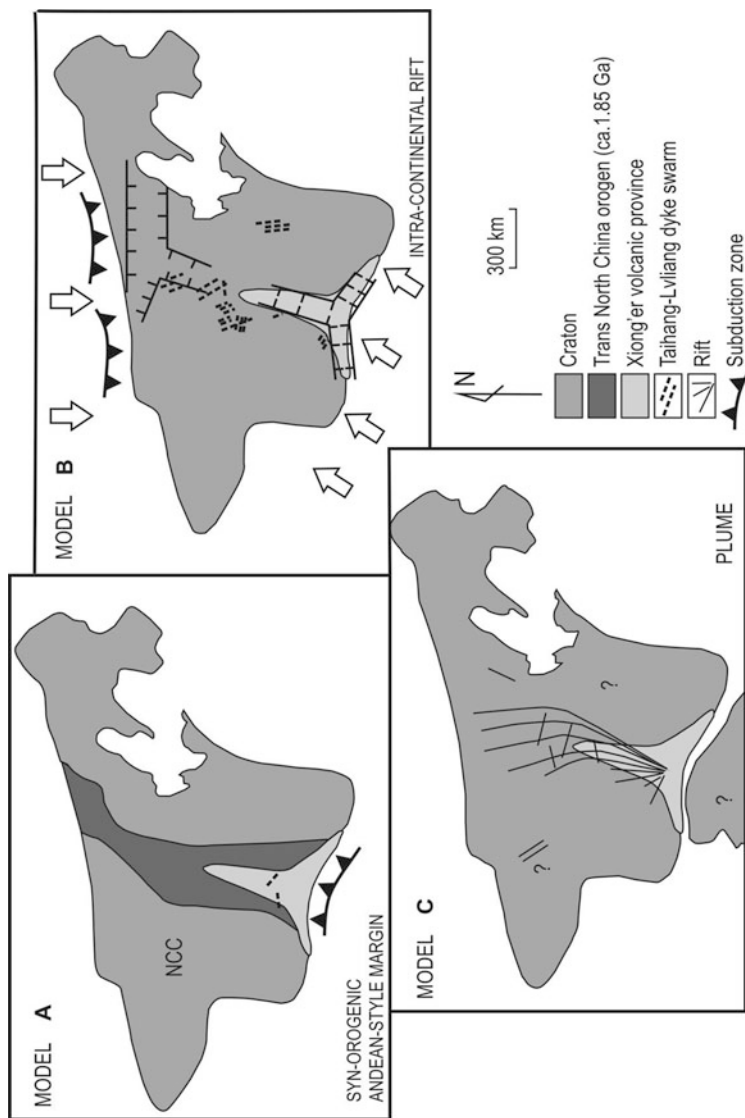 MODEL A
NCC
SYN-OROGENIC
ANDEAN-STYLE MARGIN
MODEL B
INTRA-CONTINENTAL RIFT
MODEL C
?
?
?
PLUME
N
300 km
Craton
Trans North China orogen (ca.1.85 Ga)
Xiong'er volcanic province
Taihang-Lvliang dyke swarm
Rift
Subduction zone